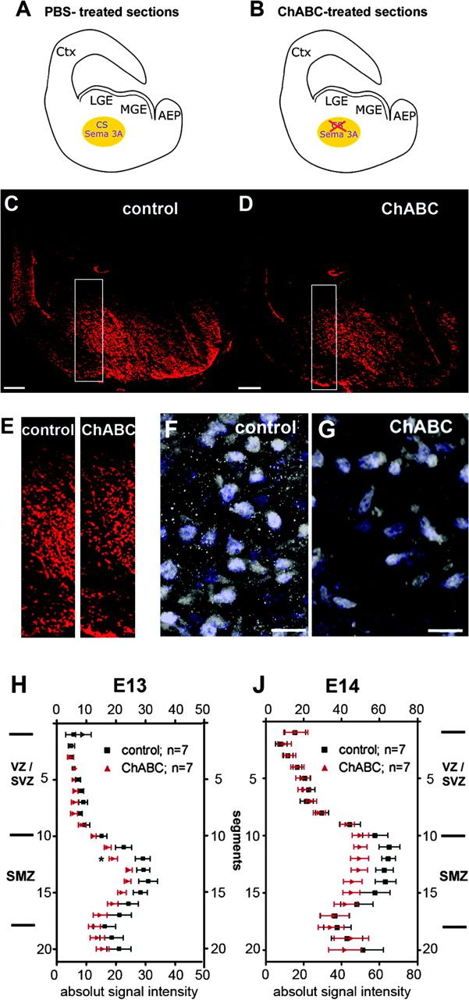 A PBS- treated sections
B ChABC-treated sections
Ctx
LGE
MGE
AEP
CS
Sema 3A
Ctx
LGE
MGE
AEP
CS
Sema 3A
C control
D ChABC
E control ChABC
F control
G ChABC
H E13
0 10 20 30 40 50
control; n=7
ChABC; n=7
VZ /
SVZ
SMZ
5
10
15
20
*
5
10
15
20
segments
0 10 20 30 40 50
absolut signal intensity
J E14
0 20 40 60 80
control; n=7
ChABC; n=7
VZ /
SVZ
SMZ
5
10
15
20
5
10
15
20
0 20 40 60 80
absolut signal intensity